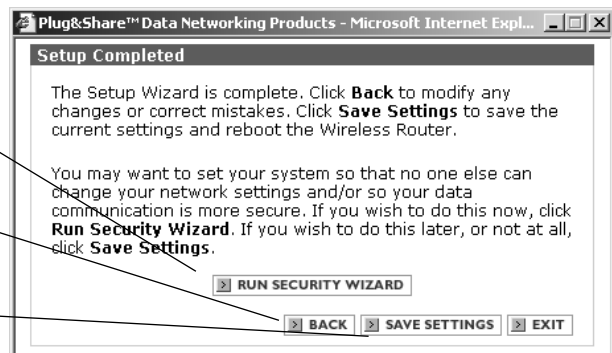 Plug&Share™ Data Networking Products - Microsoft Internet Expl...
Setup Completed
The Setup Wizard is complete. Click Back to modify any
changes or correct mistakes. Click Save Settings to save the
current settings and reboot the Wireless Router.
You may want to set your system so that no one else can
change your network settings and/or so your data
communication is more secure. If you wish to do this now, click
Run Security Wizard. If you wish to do this later, or not at all,
click Save Settings.
RUN SECURITY WIZARD
BACK SAVE SETTINGS EXIT